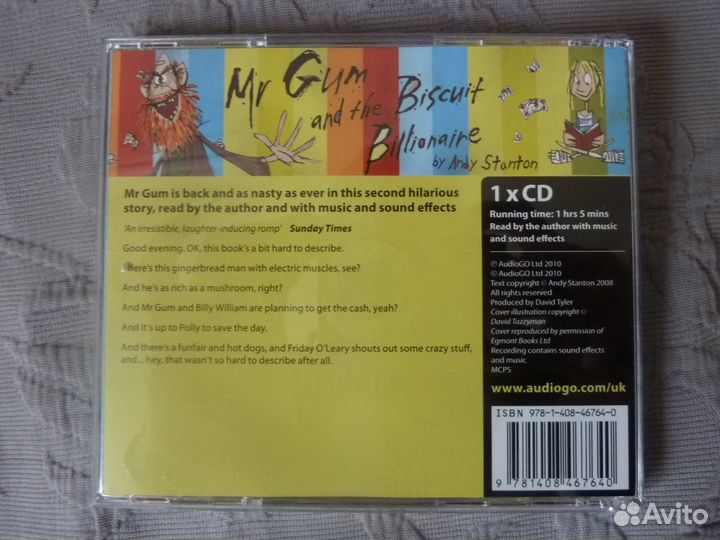 Mr Gum
and the Biscuit
Billionaire
by Andy Stanton
Mr Gum is back and as nasty as ever in this second hilarious
story, read by the author and with music and sound effects
'An irresistible, laughter-inducing romp' Sunday Times
Good evening. OK, this book's a bit hard to describe.
There's this gingerbread man with electric muscles, see?
And he's as rich as a mushroom, right?
And Mr Gum and Billy William are planning to get the cash, yeah?
And it's up to Polly to save the day.
And there's a funfair and hot dogs, and Friday O'Leary shouts out some crazy stuff,
and... hey, that wasn't so hard to describe after all.
1 x CD
Running time: 1 hrs 5 mins
Read by the author with music
and sound effects
℗ AudioGO Ltd 2010
© AudioGO Ltd 2010
Text copyright © Andy Stanton 2008
All rights reserved
Produced by David Tyler
Cover illustration copyright ©
David Tazzyman
Cover reproduced by permission of
Egmont Books Ltd
Recording contains sound effects
and music
MCPS
www.audiogo.com/uk
ISBN 978-1-408-46764-0
9 781408 467640
Avito